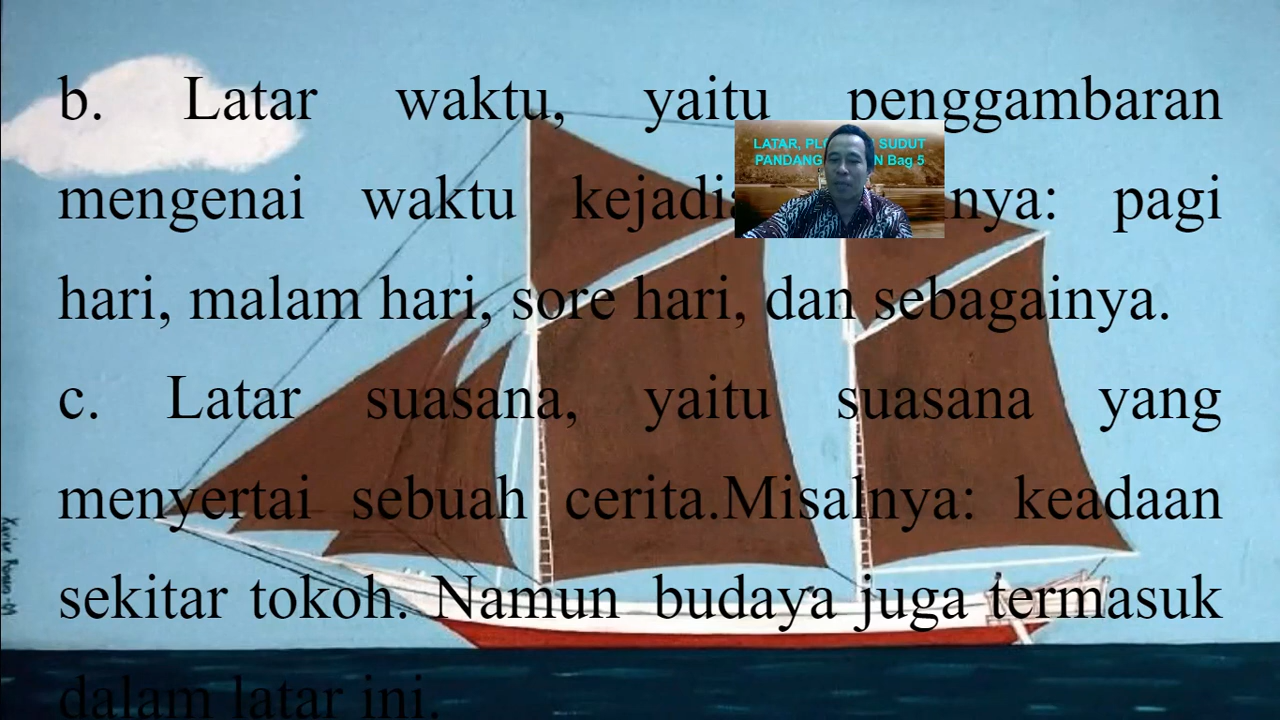 b. Latar waktu, yaitu penggambaran
mengenai waktu nya: pagi
hari, malam hari, sore hari, dan sebagainya.
c. Latar suasana, yaitu suasana yang
menyertai sebuah cerita.Misalnya: keadaan
sekitar tokoh. Namun budaya juga termasuk
dalam latar ini.
LATAR, SUDUT
PANDANG Bag 5